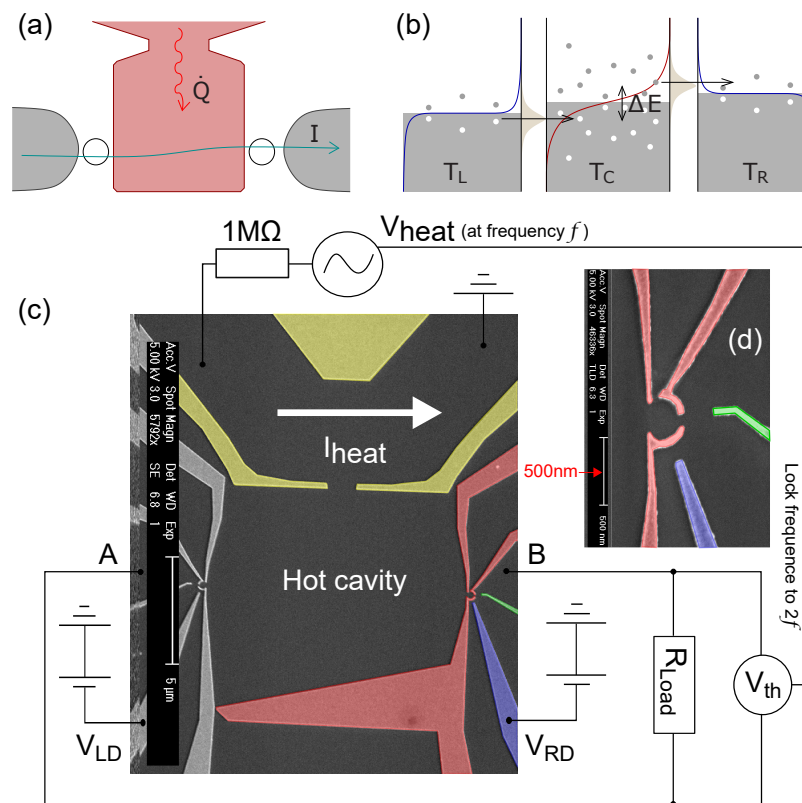 (a)
Q̇
I
(b)
ΔE
T_L
T_C
T_R
1MΩ
V_heat (at frequency f)
(c)
Acc.V Spot Magn Det WD Exp
5.00 kV 3.0 5792x SE 6.8 1
5 μm
I_heat
Hot cavity
A
B
V_LD
V_RD
(d)
Acc.V Spot Magn Det WD Exp
5.00 kV 3.0 46336x TLD 6.3 1
500 nm
500nm
Lock frequence to 2f
R_Load
V_th